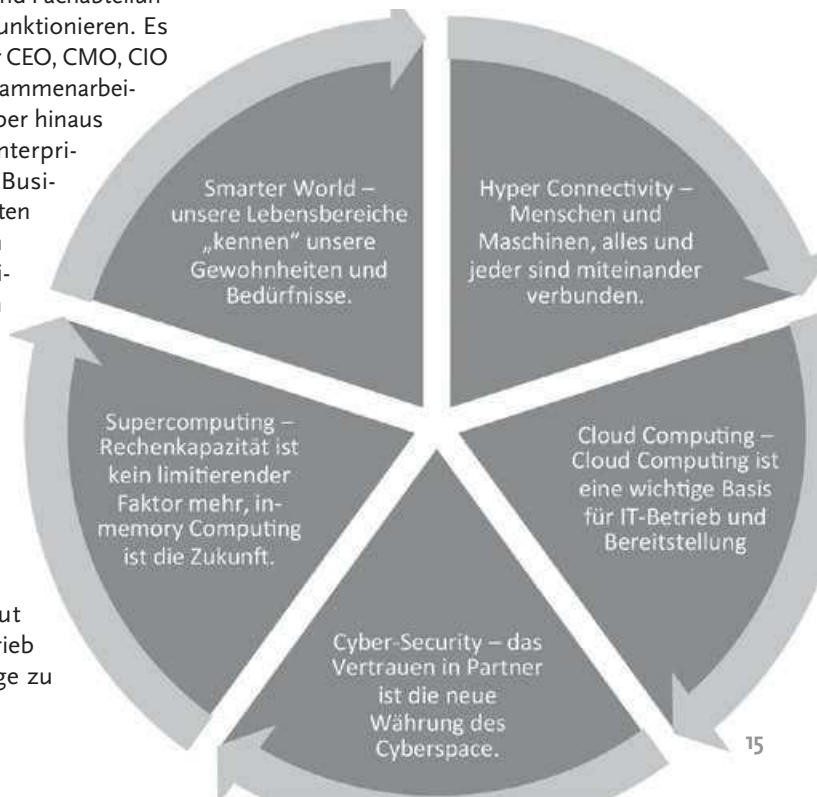 Fachabteilun-
unktionieren. Es
CEO, CMO, CIO
ammenarbei-
ber hinaus
nterpri-
Busi-
ten
i-
ut
rieb
ge zu
Smarter World –
unsere Lebensbereiche
„kennen“ unsere
Gewohnheiten und
Bedürfnisse.
Hyper Connectivity –
Menschen und
Maschinen, alles und
jeder sind miteinander
verbunden.
Cloud Computing –
Cloud Computing ist
eine wichtige Basis
für IT-Betrieb und
Bereitstellung
Cyber-Security – das
Vertrauen in Partner
ist die neue
Währung des
Cyberspace.
Supercomputing –
Rechenkapazität ist
kein limitierender
Faktor mehr, in-
memory Computing
ist die Zukunft.
15